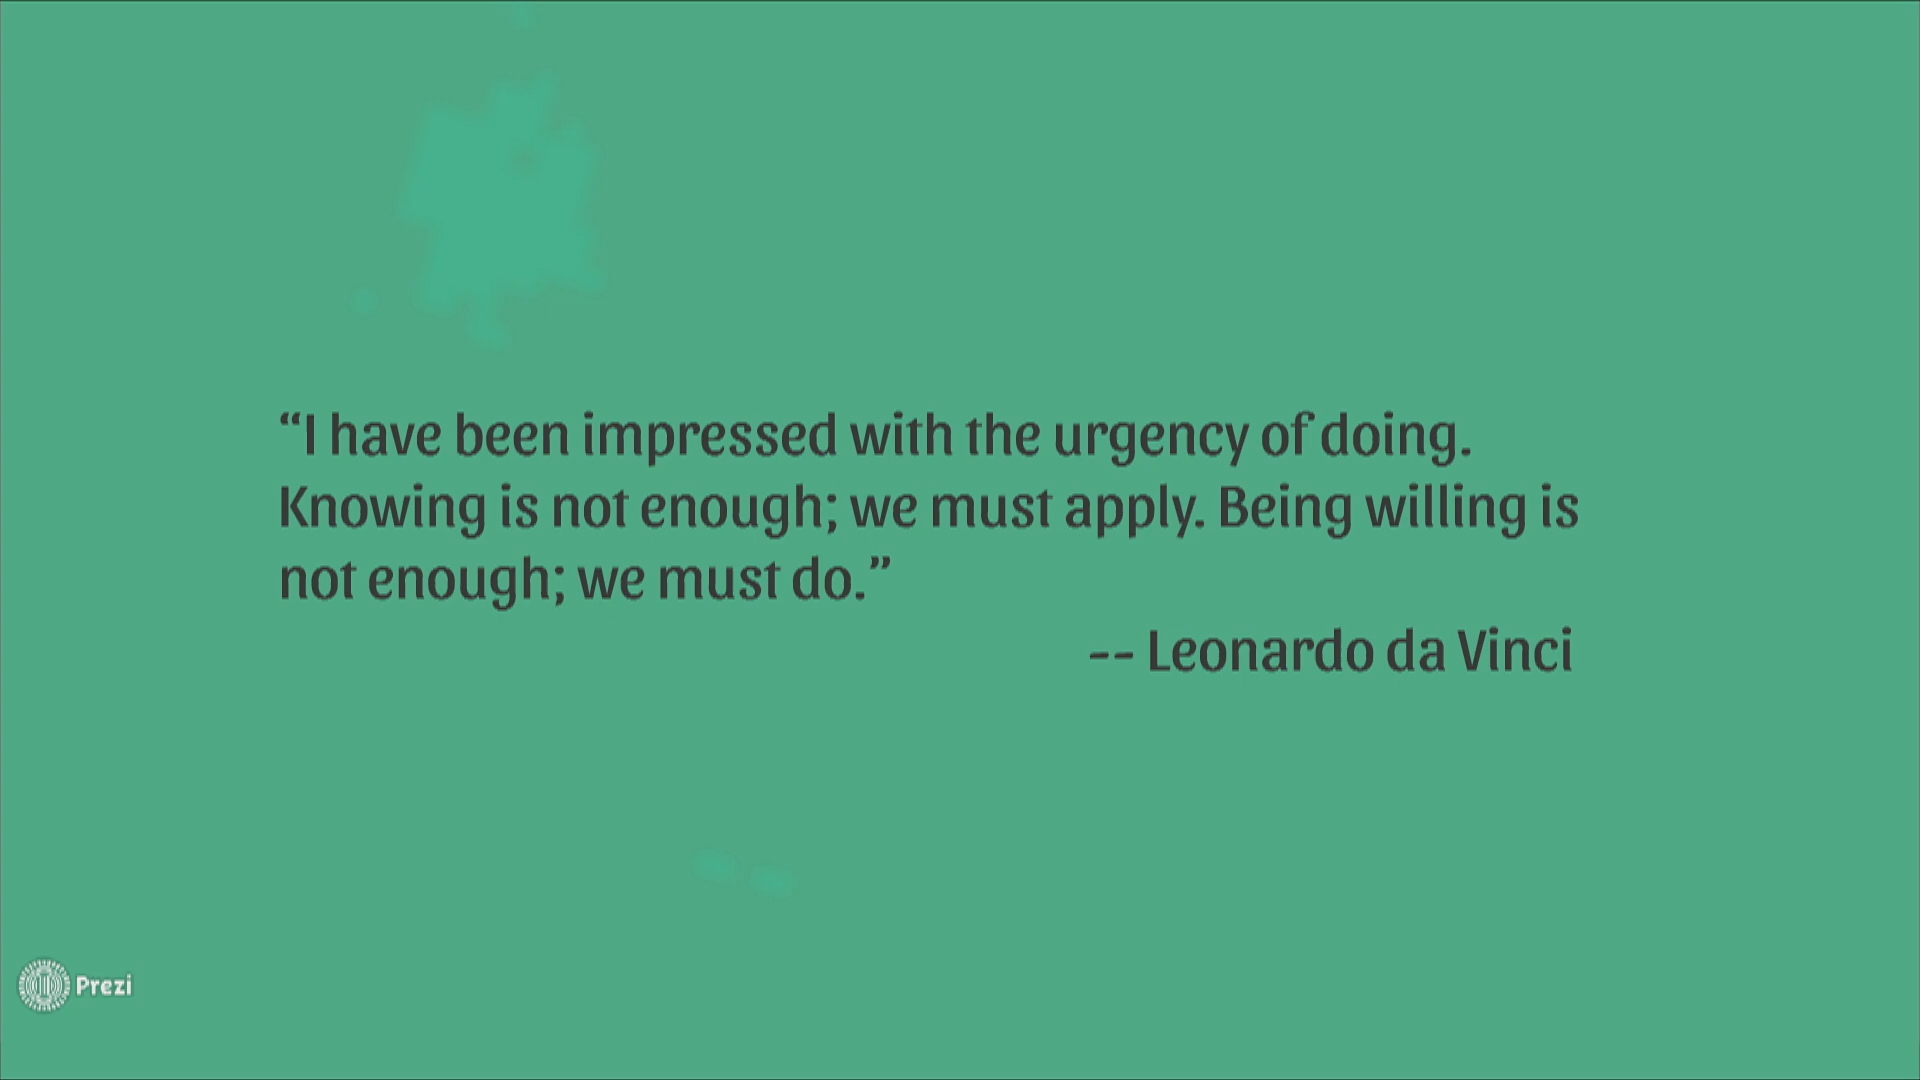 “I have been impressed with the urgency of doing.
Knowing is not enough; we must apply. Being willing is
not enough; we must do.”
-- Leonardo da Vinci
Prezi